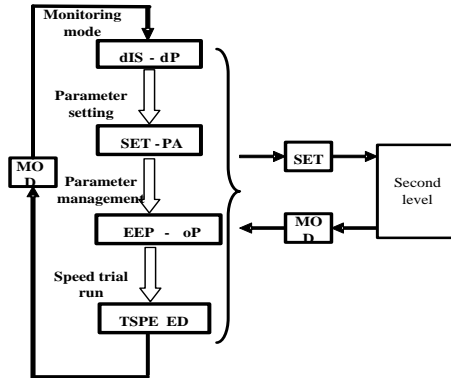 Monitoring
mode
dIS - dP
Parameter
setting
SET - PA
MO
D
Parameter
management
EEP - oP
Speed trial
run
TSPE ED
SET
MO
D
Second
level